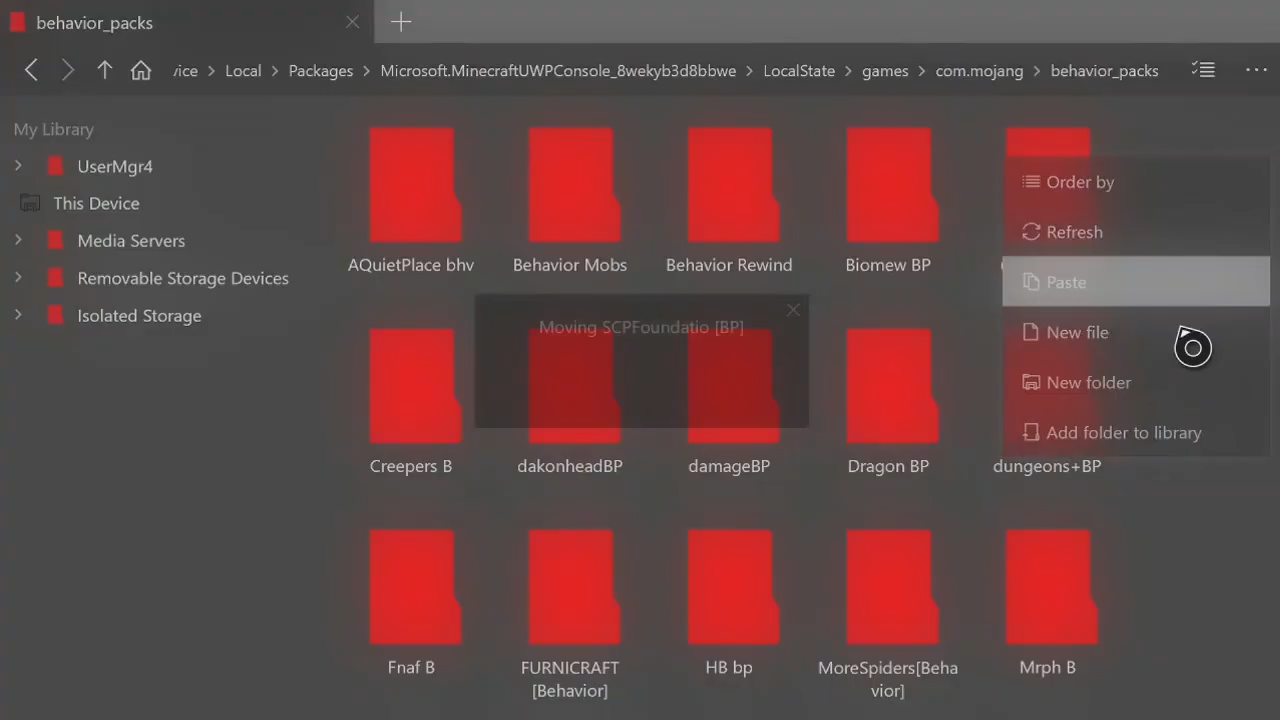 behavior_packs
vice > Local > Packages > Microsoft.MinecraftUWPConsole_8wekyb3d8bbwe > LocalState > games > com.mojang > behavior_packs
My Library
UserMgr4
This Device
Media Servers
Removable Storage Devices
Isolated Storage
AQuietPlace bhv
Behavior Mobs
Behavior Rewind
Biomew BP
Order by
Refresh
Paste
New file
New folder
Add folder to library
Moving SCPFoundatio [BP]
Creepers B
dakonheadBP
damageBP
Dragon BP
dungeons+BP
Fnaf B
FURNICRAFT
[Behavior]
HB bp
MoreSpiders[Beha
vior]
Mrph B